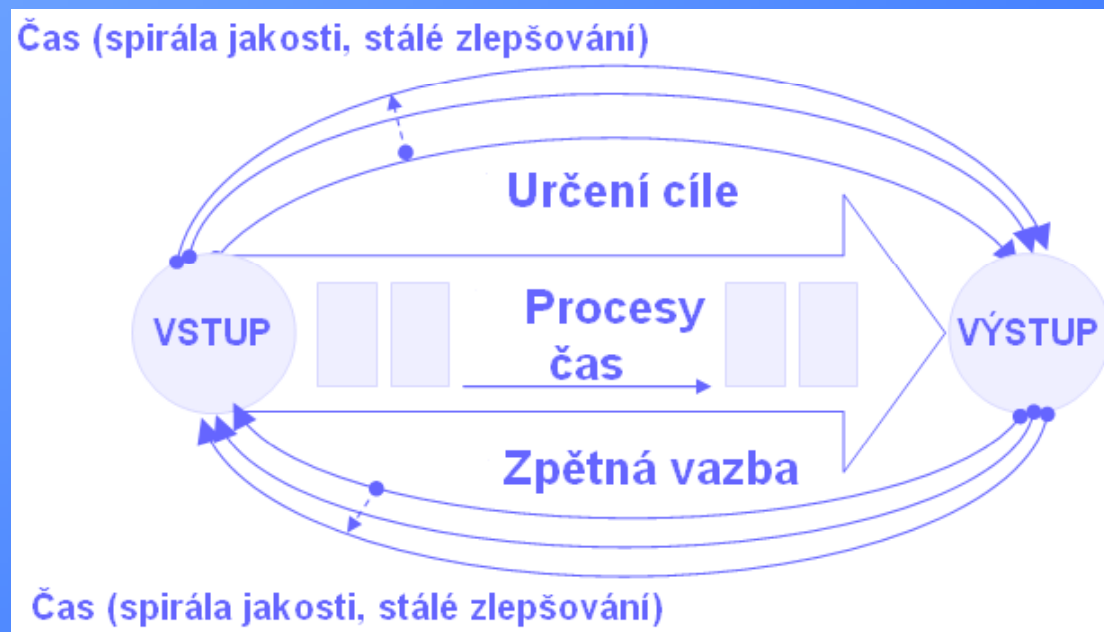 Čas (spirála jakosti, stálé zlepšování)
Určení cíle
VSTUP
Procesy
čas
VÝSTUP
Zpětná vazba
Čas (spirála jakosti, stálé zlepšování)